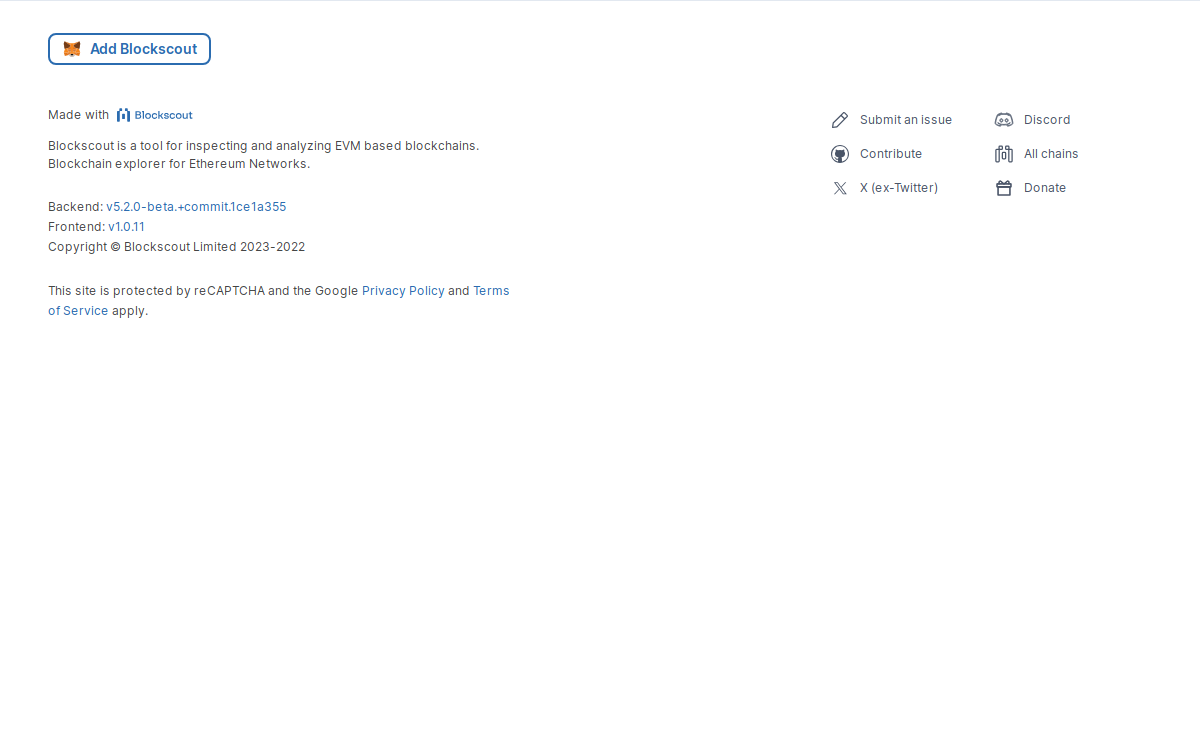 Add Blockscout
Made with Blockscout
Blockscout is a tool for inspecting and analyzing EVM based blockchains.
Blockchain explorer for Ethereum Networks.
Backend: v5.2.0-beta.+commit.1ce1a355
Frontend: v1.0.11
Copyright © Blockscout Limited 2023-2022
This site is protected by reCAPTCHA and the Google Privacy Policy and Terms
of Service apply.
Submit an issue
Contribute
X (ex-Twitter)
Discord
All chains
Donate